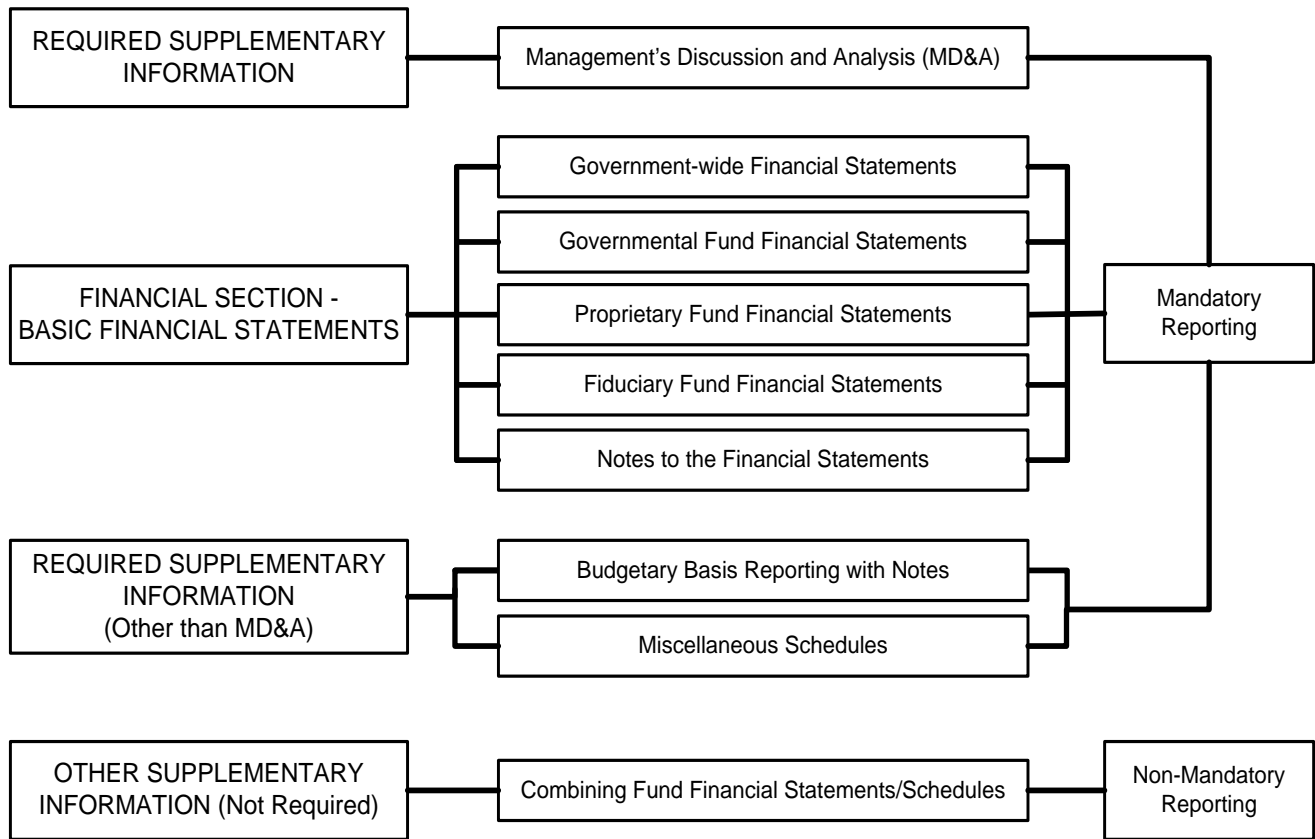 REQUIRED SUPPLEMENTARY
INFORMATION
Management’s Discussion and Analysis (MD&A)
Government-wide Financial Statements
Governmental Fund Financial Statements
FINANCIAL SECTION -
BASIC FINANCIAL STATEMENTS
Proprietary Fund Financial Statements
Mandatory
Reporting
Fiduciary Fund Financial Statements
Notes to the Financial Statements
REQUIRED SUPPLEMENTARY
INFORMATION
(Other than MD&A)
Budgetary Basis Reporting with Notes
Miscellaneous Schedules
OTHER SUPPLEMENTARY
INFORMATION (Not Required)
Combining Fund Financial Statements/Schedules
Non-Mandatory
Reporting